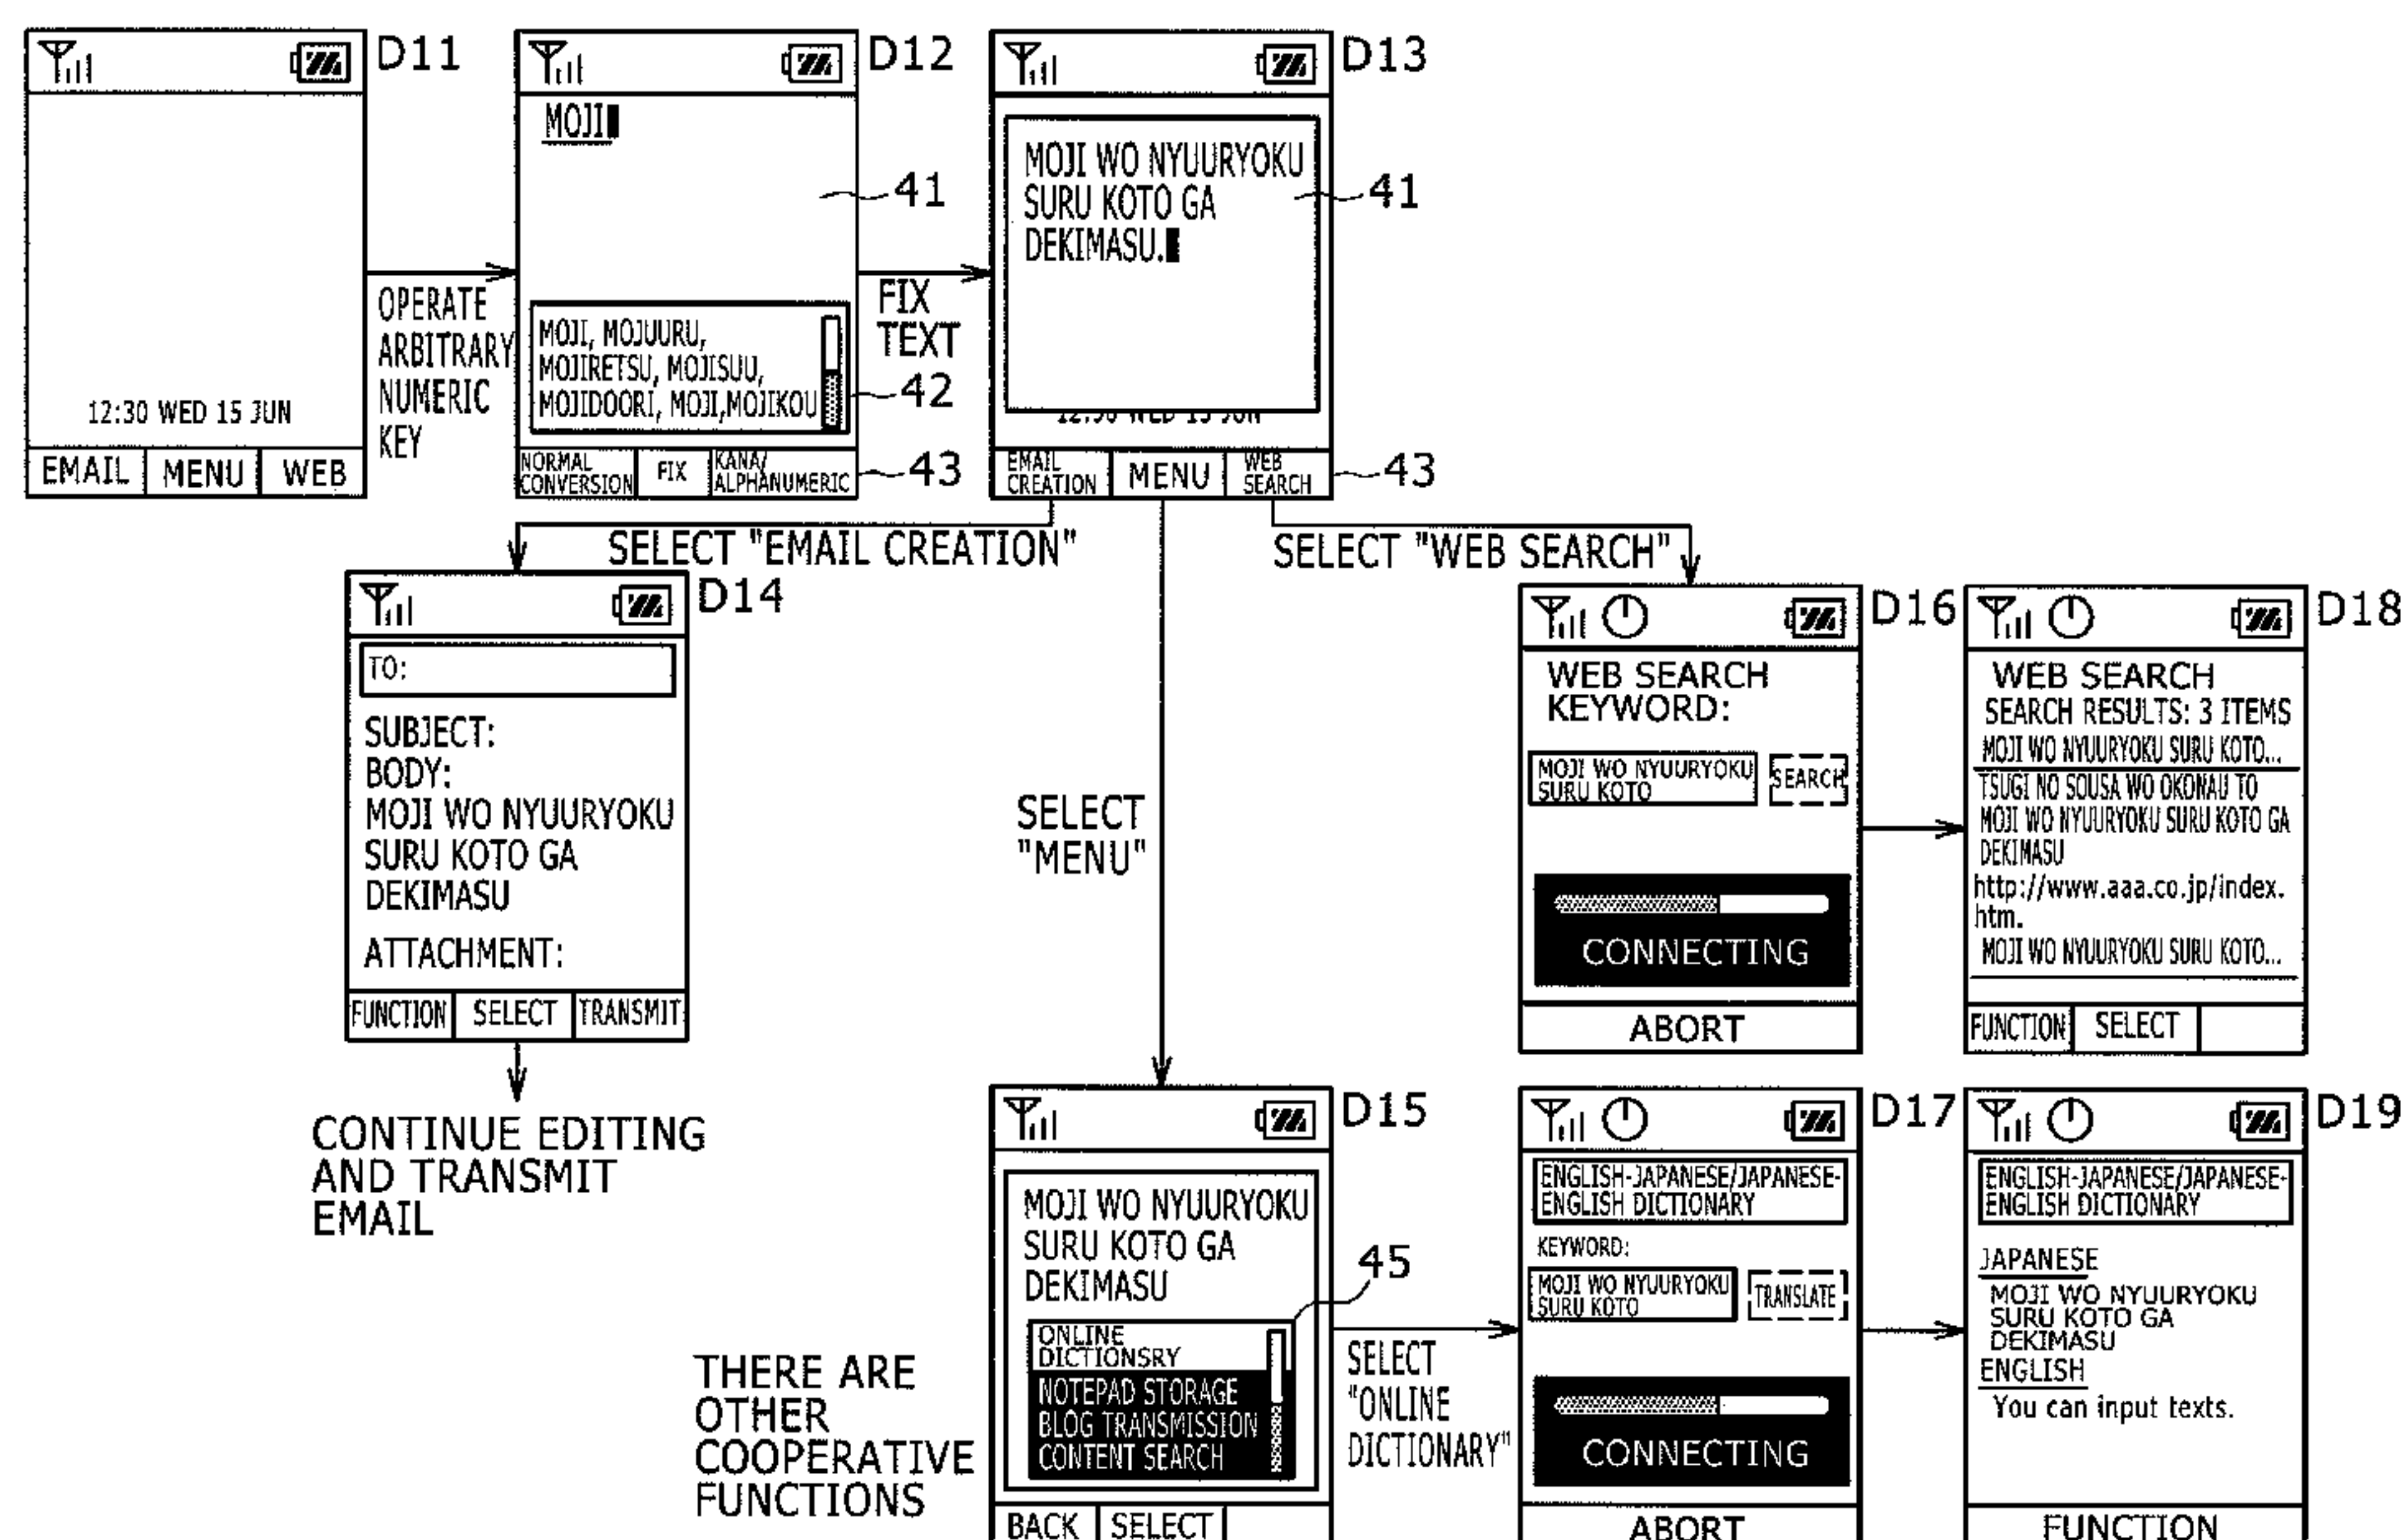 D11
12:30 WED 15 JUN
EMAIL MENU WEB
OPERATE
ARBITRARY
NUMERIC
KEY
D12
MOJI
41
MOJI, MOJUURU,
MOJIRETSU, MOJISUU,
MOJIDOORI, MOJI,MOJIKOU
42
NORMAL
CONVERSION
FIX
KANA/
ALPHANUMERIC
43
FIX
TEXT
D13
MOJI WO NYUURYOKU
SURU KOTO GA
DEKIMASU.
41
12:30 WED 15 JUN
EMAIL
CREATION
MENU
WEB
SEARCH
43
SELECT "EMAIL CREATION"
SELECT "WEB SEARCH"
D14
TO:
SUBJECT:
BODY:
MOJI WO NYUURYOKU
SURU KOTO GA
DEKIMASU
ATTACHMENT:
FUNCTION SELECT TRANSMIT
CONTINUE EDITING
AND TRANSMIT
EMAIL
SELECT
"MENU"
D16
WEB SEARCH
KEYWORD:
MOJI WO NYUURYOKU
SURU KOTO
SEARCH
CONNECTING
ABORT
D18
WEB SEARCH
SEARCH RESULTS: 3 ITEMS
MOJI WO NYUURYOKU SURU KOTO...
TSUGI NO SOUSA WO OKONAU TO
MOJI WO NYUURYOKU SURU KOTO GA
DEKIMASU
http://www.aaa.co.jp/index.
htm.
MOJI WO NYUURYOKU SURU KOTO...
FUNCTION SELECT
THERE ARE
OTHER
COOPERATIVE
FUNCTIONS
D15
MOJI WO NYUURYOKU
SURU KOTO GA
DEKIMASU
45
ONLINE
DICTIONSRY
NOTEPAD STORAGE
BLOG TRANSMISSION
CONTENT SEARCH
BACK SELECT
SELECT
"ONLINE
DICTIONARY"
D17
ENGLISH-JAPANESE/JAPANESE-
ENGLISH DICTIONARY
KEYWORD:
MOJI WO NYUURYOKU
SURU KOTO
TRANSLATE
CONNECTING
ABORT
D19
ENGLISH-JAPANESE/JAPANESE-
ENGLISH DICTIONARY
JAPANESE
MOJI WO NYUURYOKU
SURU KOTO GA
DEKIMASU
ENGLISH
You can input texts.
FUNCTION